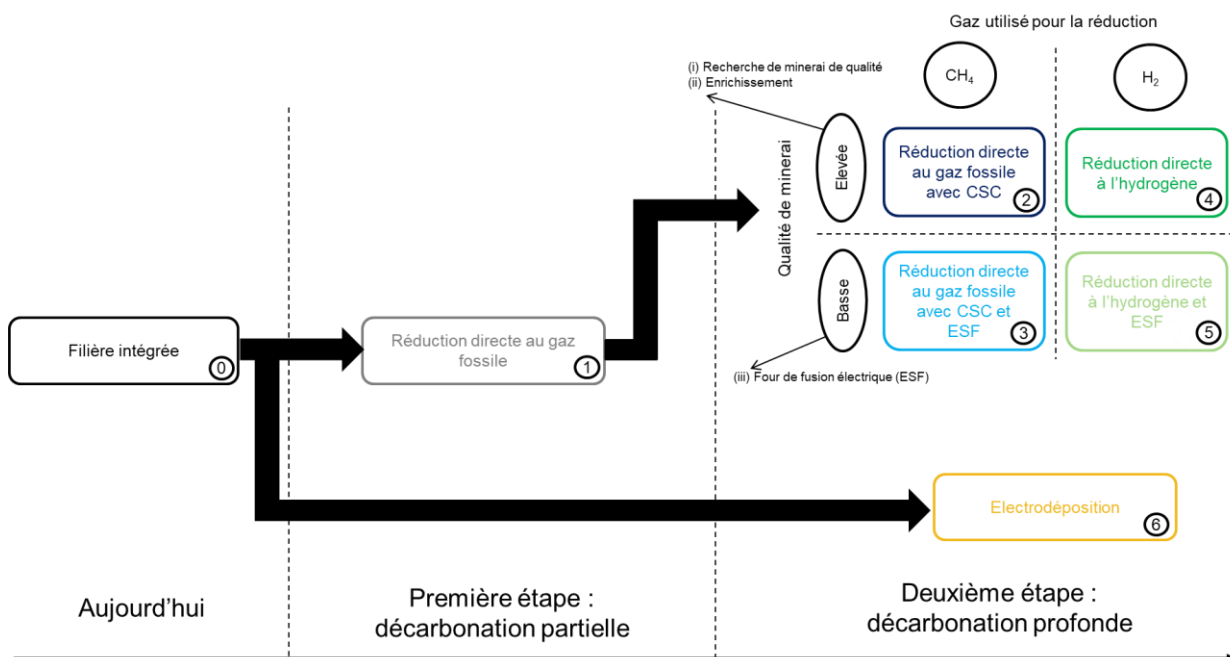 Gaz utilisé pour la réduction
(i) Recherche de minerai de qualité
(ii) Enrichissement
CH4
H2
Qualité de minerai
Elevée
Réduction directe
au gaz fossile
avec CSC
2
Réduction directe
à l'hydrogène
4
Basse
Réduction directe
au gaz fossile
avec CSC et
ESF
3
Réduction directe
à l'hydrogène et
ESF
5
Filière intégrée
0
Réduction directe au gaz
fossile
1
(iii) Four de fusion électrique (ESF)
Electrodéposition
6
Aujourd'hui
Première étape :
décarbonation partielle
Deuxième étape :
décarbonation profonde